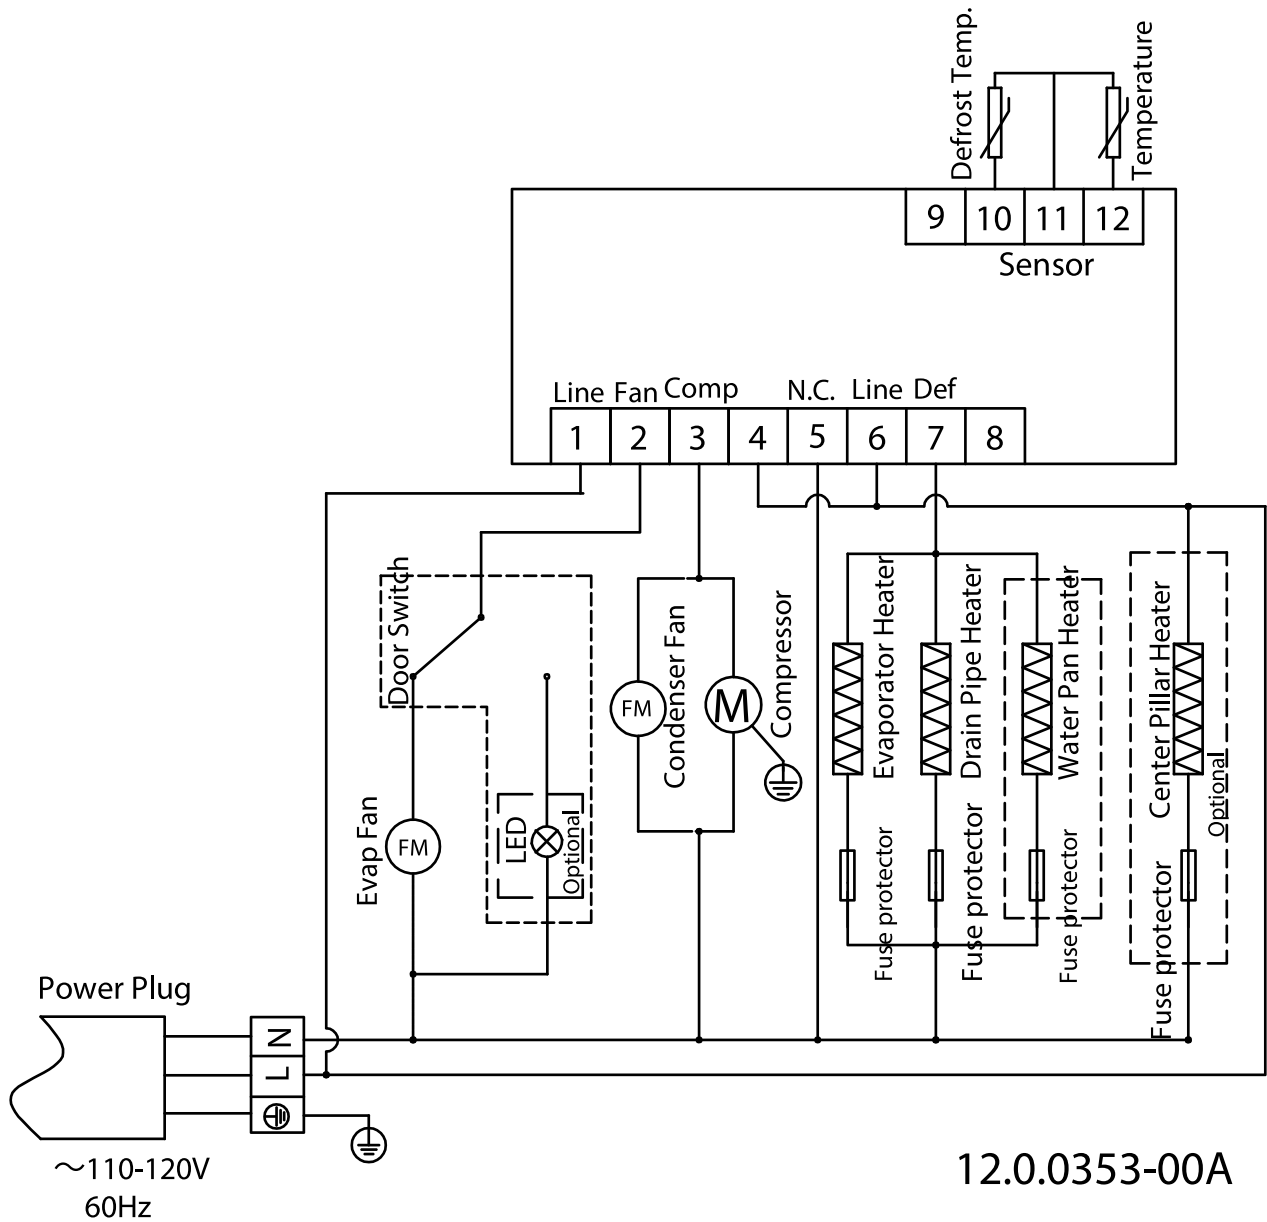 Defrost Temp.
Temperature
9 10 11 12
Sensor
Line Fan Comp N.C. Line Def
1 2 3 4 5 6 7 8
Door Switch
Evap Fan
FM
LED
Optional
FM
Condenser Fan
M
Compressor
Evaporator Heater
Drain Pipe Heater
Water Pan Heater
Center Pillar Heater
Optional
Fuse protector
Fuse protector
Fuse protector
Fuse protector
Power Plug
N
L
~110-120V
60Hz
12.0.0353-00A